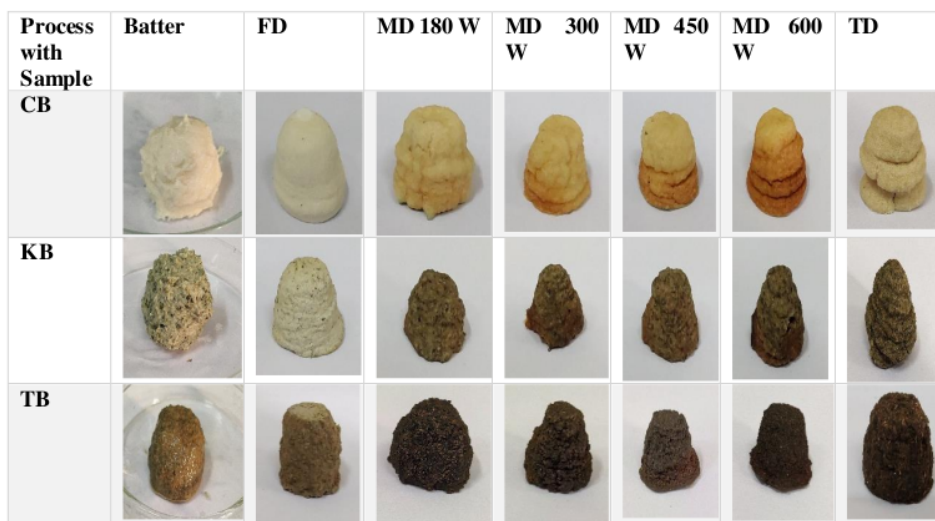 Process with Sample
Batter
FD
MD 180 W
MD 300 W
MD 450 W
MD 600 W
TD
CB
KB
TB